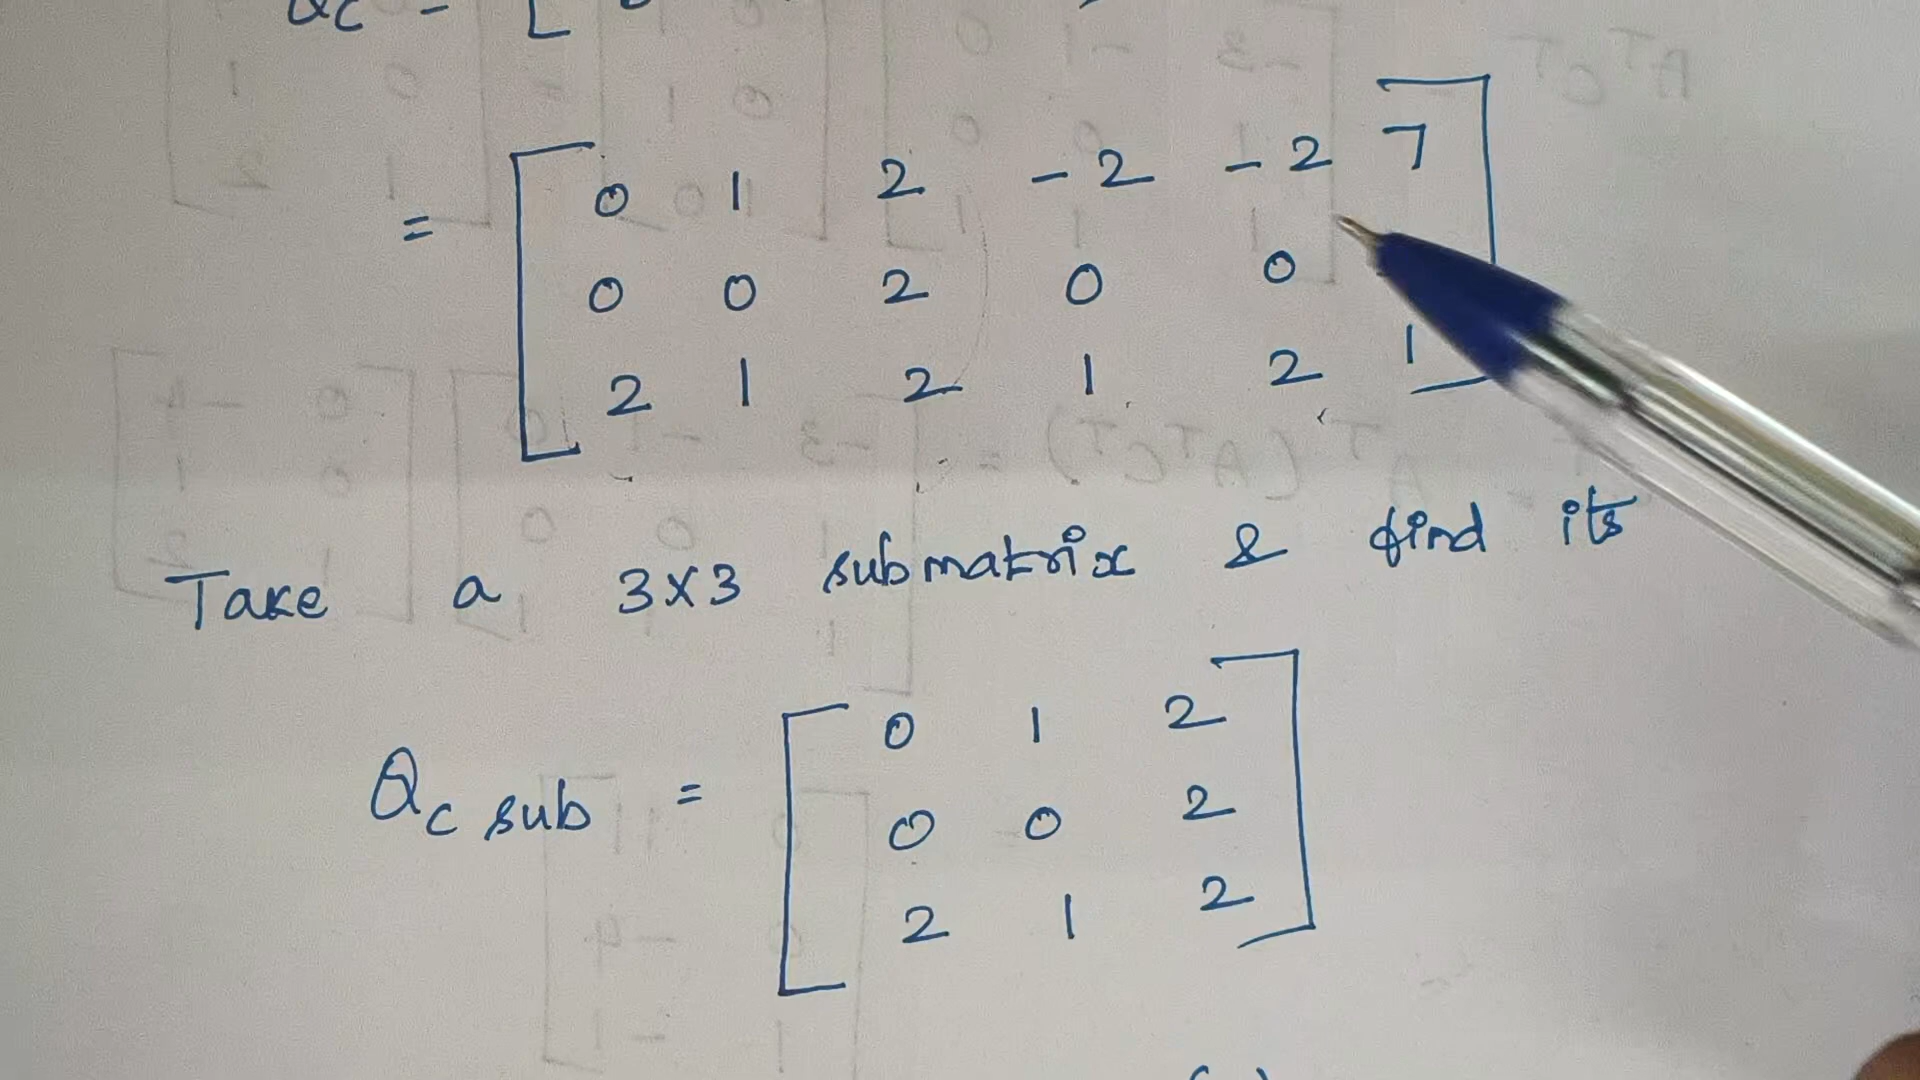 Qc = [
= [ 0 1 2 -2 -2 7 ]
0 0 2 0 0
2 1 2 1 2 1
Take a 3x3 submatrix & find its
Qc sub = [ 0 1 2 ]
0 0 2
2 1 2